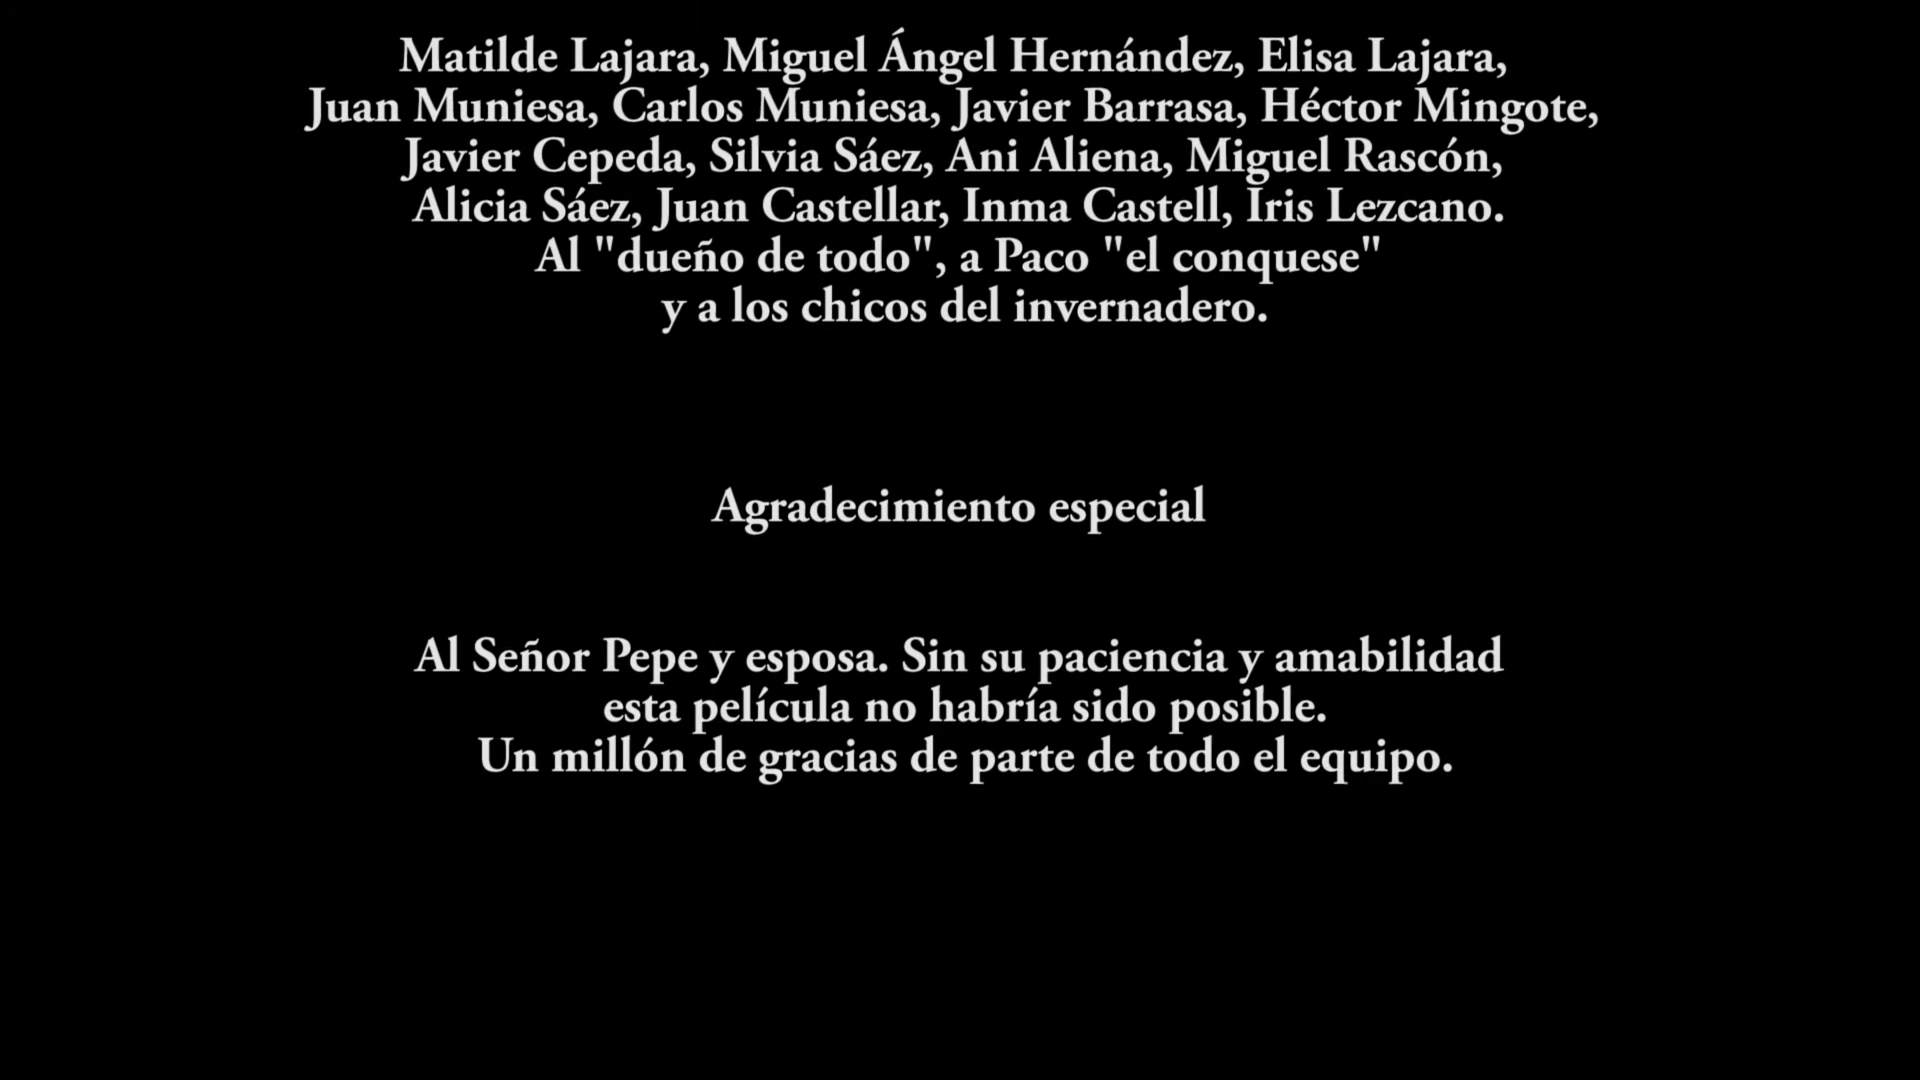 Matilde Lajara, Miguel Ángel Hernández, Elisa Lajara,
Juan Muniesa, Carlos Muniesa, Javier Barrasa, Héctor Mingote,
Javier Cepeda, Silvia Sáez, Ani Aliena, Miguel Rascón,
Alicia Sáez, Juan Castellar, Inma Castell, Iris Lezcano.
Al "dueño de todo", a Paco "el conquese"
y a los chicos del invernadero.
Agradecimiento especial
Al Señor Pepe y esposa. Sin su paciencia y amabilidad
esta película no habría sido posible.
Un millón de gracias de parte de todo el equipo.